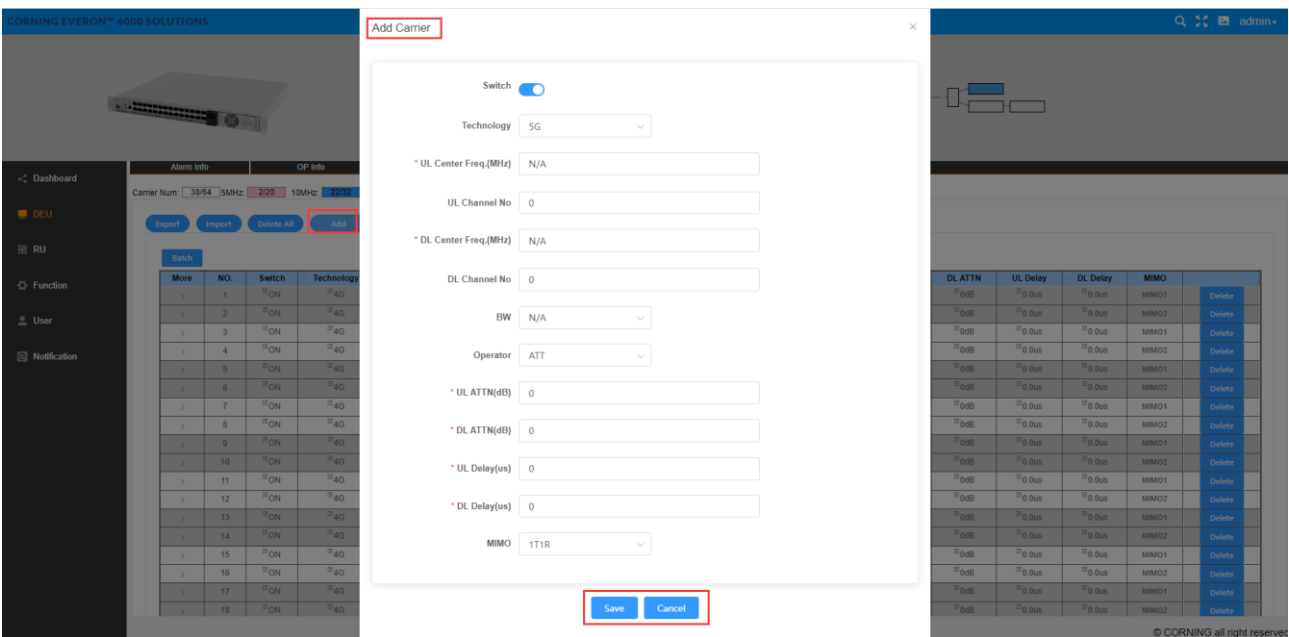 CORNING EVERON™ 6000 SOLUTIONS
admin
Add Carrier
Switch
Technology 5G
* UL Center Freq.(MHz) N/A
UL Channel No 0
* DL Center Freq.(MHz) N/A
DL Channel No 0
BW N/A
Operator ATT
* UL ATTN(dB) 0
* DL ATTN(dB) 0
* UL Delay(us) 0
* DL Delay(us) 0
MIMO 1T1R
Save Cancel
Dashboard
DEU
RU
Function
User
Notification
Alarm Info OP Info
Carrier Num: 38/64 5MHz: 2/20 10MHz: 22/32
Export Import Delete All Add
Batch
More NO. Switch Technology DL ATTN UL Delay DL Delay MIMO
1 ON 4G 0dB 0.0us 0.0us MIMO1 Delete
2 ON 4G 0dB 0.0us 0.0us MIMO2 Delete
3 ON 4G 0dB 0.0us 0.0us MIMO1 Delete
4 ON 4G 0dB 0.0us 0.0us MIMO2 Delete
5 ON 4G 0dB 0.0us 0.0us MIMO1 Delete
6 ON 4G 0dB 0.0us 0.0us MIMO2 Delete
7 ON 4G 0dB 0.0us 0.0us MIMO1 Delete
8 ON 4G 0dB 0.0us 0.0us MIMO2 Delete
9 ON 4G 0dB 0.0us 0.0us MIMO1 Delete
10 ON 4G 0dB 0.0us 0.0us MIMO2 Delete
11 ON 4G 0dB 0.0us 0.0us MIMO1 Delete
12 ON 4G 0dB 0.0us 0.0us MIMO2 Delete
13 ON 4G 0dB 0.0us 0.0us MIMO1 Delete
14 ON 4G 0dB 0.0us 0.0us MIMO2 Delete
15 ON 4G 0dB 0.0us 0.0us MIMO1 Delete
16 ON 4G 0dB 0.0us 0.0us MIMO2 Delete
17 ON 4G 0dB 0.0us 0.0us MIMO1 Delete
18 ON 4G 0dB 0.0us 0.0us MIMO2 Delete
© CORNING all right reserved